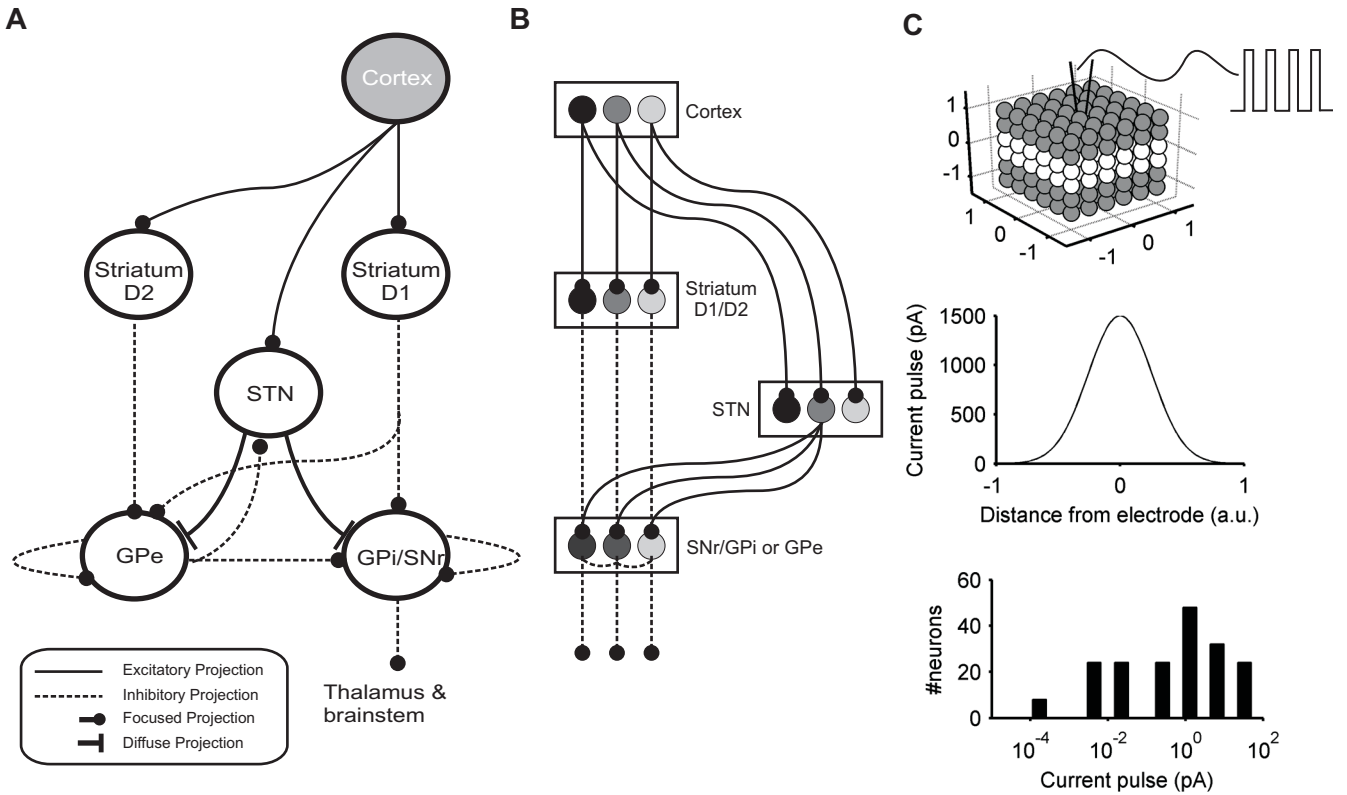 A
Cortex
Striatum
D2
Striatum
D1
STN
GPe
GPi/SNr
Excitatory Projection
Inhibitory Projection
Focused Projection
Diffuse Projection
Thalamus &
brainstem
B
Cortex
Striatum
D1/D2
STN
SNr/GPi or GPe
C
1
0
-1
1
0
-1
-1
0
1
Current pulse (pA)
1500
1000
500
0
-1
0
1
Distance from electrode (a.u.)
#neurons
60
40
20
0
10^-4
10^-2
10^0
10^2
Current pulse (pA)